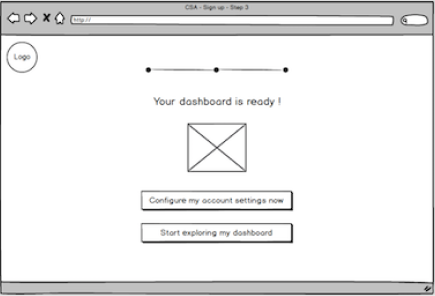 CSA - Sign up - Step 3
http://
Logo
Your dashboard is ready !
Configure my account settings now
Start exploring my dashboard